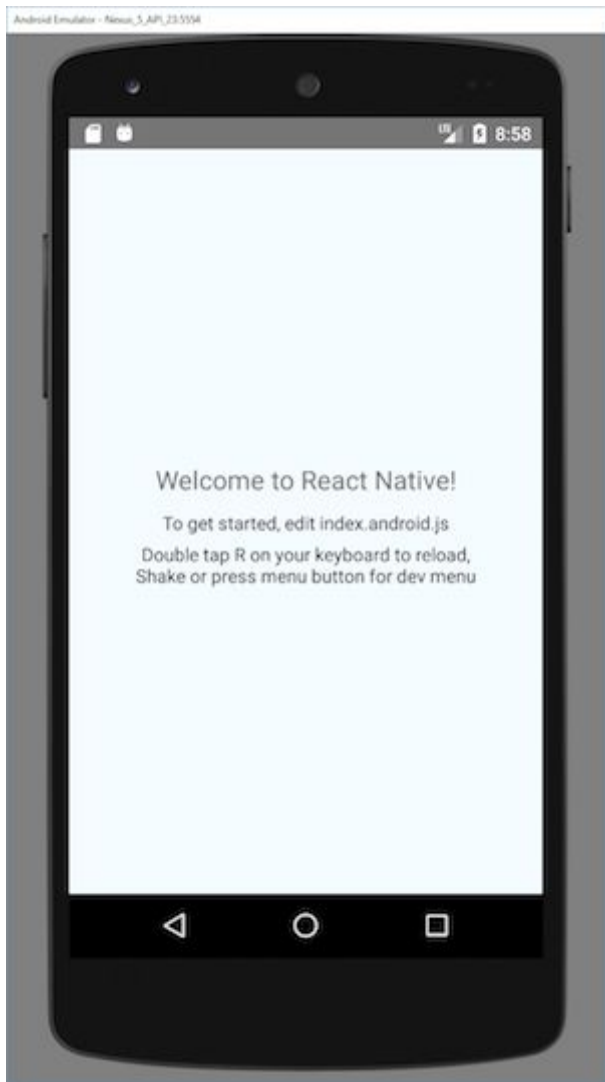 Android Emulator - Nexus_5_API_23:5554
LTE 8:58
Welcome to React Native!
To get started, edit index.android.js
Double tap R on your keyboard to reload,
Shake or press menu button for dev menu